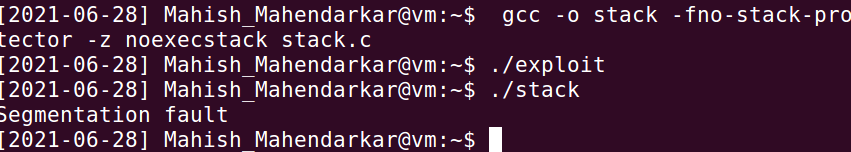 [2021-06-28] Mahish_Mahendarkar@vm:~$  gcc -o stack -fno-stack-pro
tector -z noexecstack stack.c
[2021-06-28] Mahish_Mahendarkar@vm:~$ ./exploit
[2021-06-28] Mahish_Mahendarkar@vm:~$ ./stack
Segmentation fault
[2021-06-28] Mahish_Mahendarkar@vm:~$